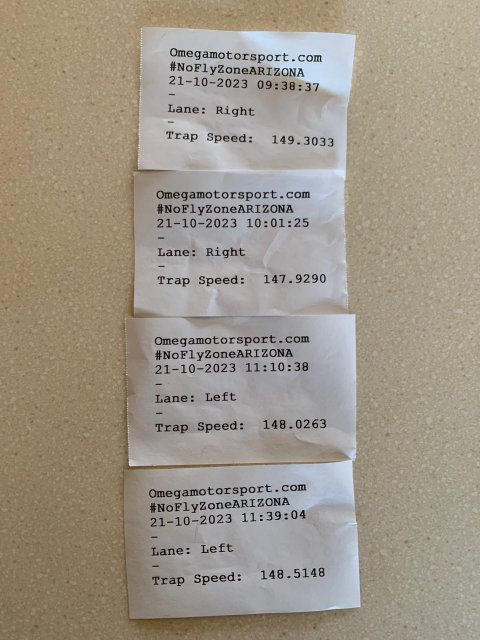 Omegamotorsport.com
#NoFlyZoneARIZONA
21-10-2023 09:38:37
-
Lane: Right
-
Trap Speed: 149.3033
Omegamotorsport.com
#NoFlyZoneARIZONA
21-10-2023 10:01:25
-
Lane: Right
-
Trap Speed: 147.9290
Omegamotorsport.com
#NoFlyZoneARIZONA
21-10-2023 11:10:38
-
Lane: Left
-
Trap Speed: 148.0263
Omegamotorsport.com
#NoFlyZoneARIZONA
21-10-2023 11:39:04
-
Lane: Left
-
Trap Speed: 148.5148